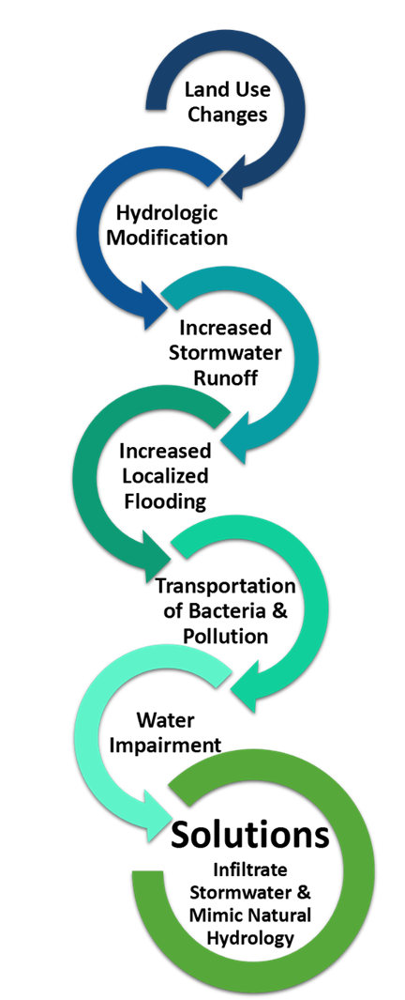 Land Use
Changes
Hydrologic
Modification
Increased
Stormwater
Runoff
Increased
Localized
Flooding
Transportation
of Bacteria &
Pollution
Water
Impairment
Solutions
Infiltrate
Stormwater &
Mimic Natural
Hydrology